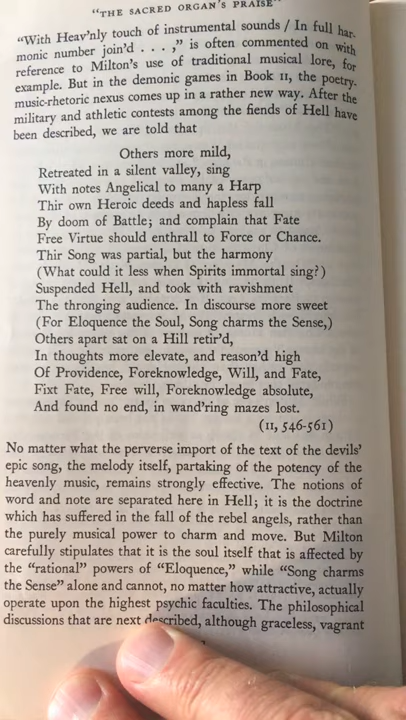 "THE SACRED ORGAN'S PRAISE"
"With Heav'nly touch of instrumental sounds / In full har-
monic number join'd . . . ," is often commented on with
reference to Milton's use of traditional musical lore, for
example. But in the demonic games in Book II, the poetry-
music-rhetoric nexus comes up in a rather new way. After the
military and athletic contests among the fiends of Hell have
been described, we are told that
Others more mild,
Retreated in a silent valley, sing
With notes Angelical to many a Harp
Thir own Heroic deeds and hapless fall
By doom of Battle; and complain that Fate
Free Virtue should enthrall to Force or Chance.
Thir Song was partial, but the harmony
(What could it less when Spirits immortal sing?)
Suspended Hell, and took with ravishment
The thronging audience. In discourse more sweet
(For Eloquence the Soul, Song charms the Sense,)
Others apart sat on a Hill retir'd,
In thoughts more elevate, and reason'd high
Of Providence, Foreknowledge, Will, and Fate,
Fixt Fate, Free will, Foreknowledge absolute,
And found no end, in wand'ring mazes lost.
(II, 546-561)
No matter what the perverse import of the text of the devils'
epic song, the melody itself, partaking of the potency of the
heavenly music, remains strongly effective. The notions of
word and note are separated here in Hell; it is the doctrine
which has suffered in the fall of the rebel angels, rather than
the purely musical power to charm and move. But Milton
carefully stipulates that it is the soul itself that is affected by
the "rational" powers of "Eloquence," while "Song charms
the Sense" alone and cannot, no matter how attractive, actually
operate upon the highest psychic faculties. The philosophical
discussions that are next described, although graceless, vagrant